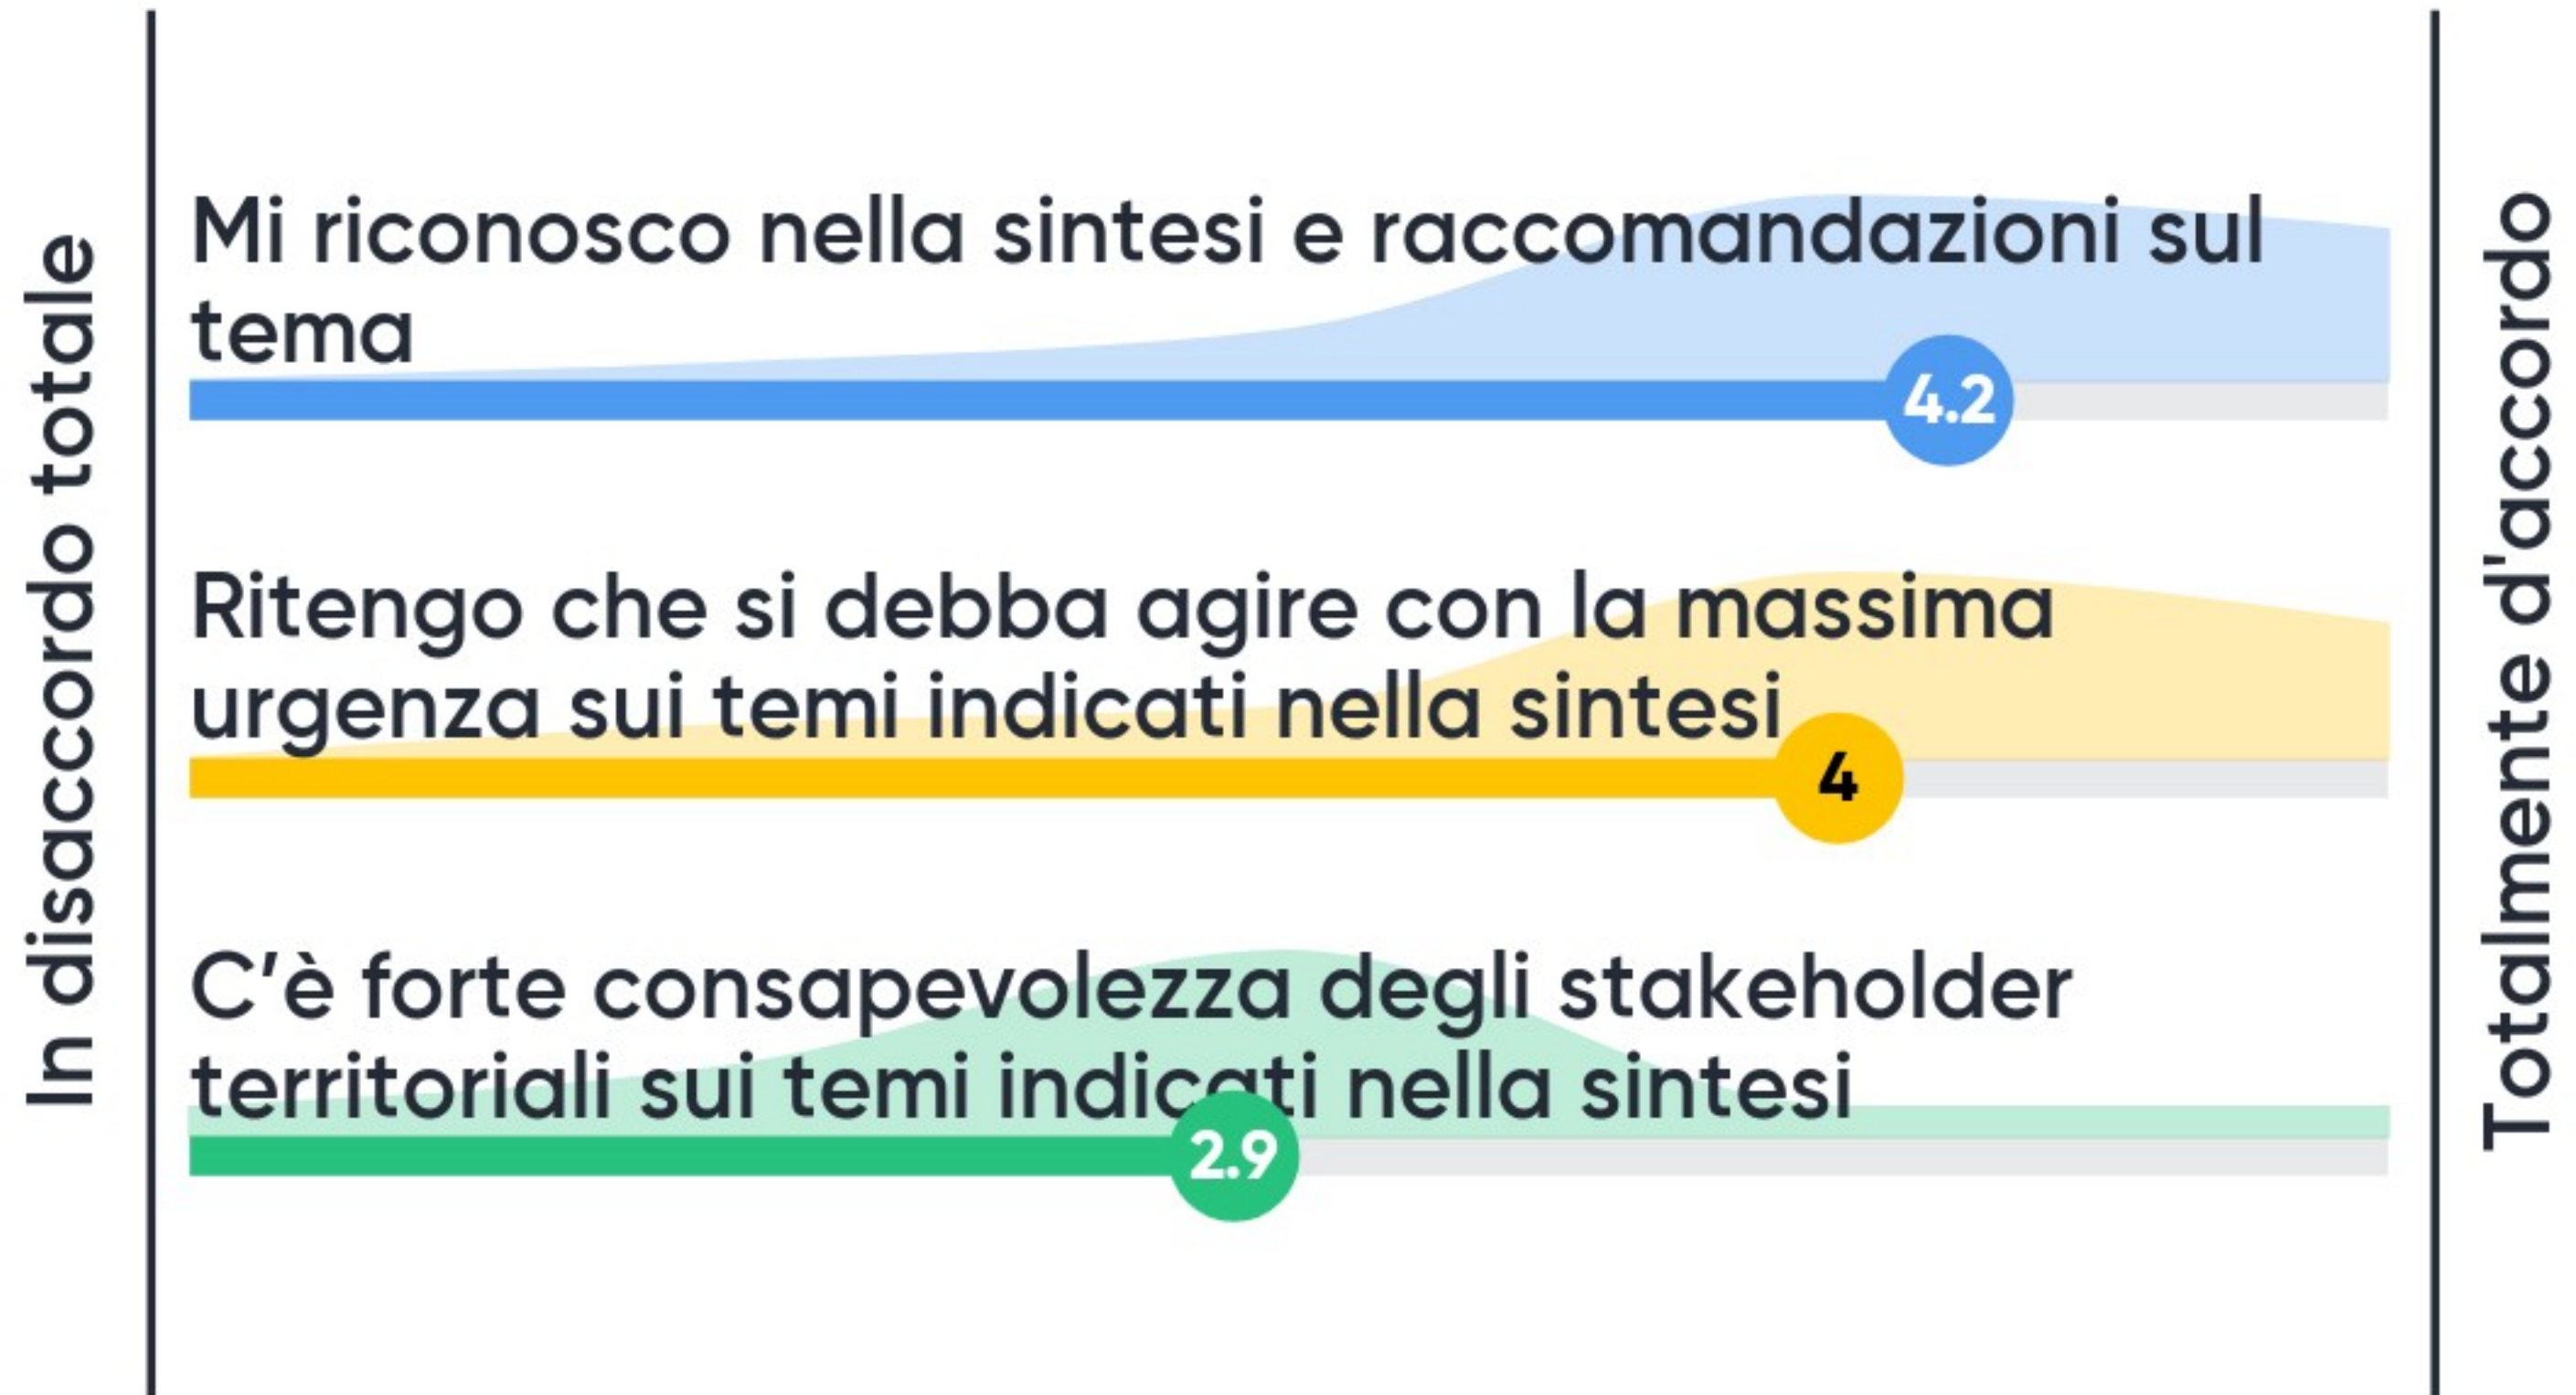 In disaccordo totale
Mi riconosco nella sintesi e raccomandazioni sul
tema
4.2
Ritengo che si debba agire con la massima
urgenza sui temi indicati nella sintesi
4
C’è forte consapevolezza degli stakeholder
territoriali sui temi indicati nella sintesi
2.9
Totalmente d'accordo